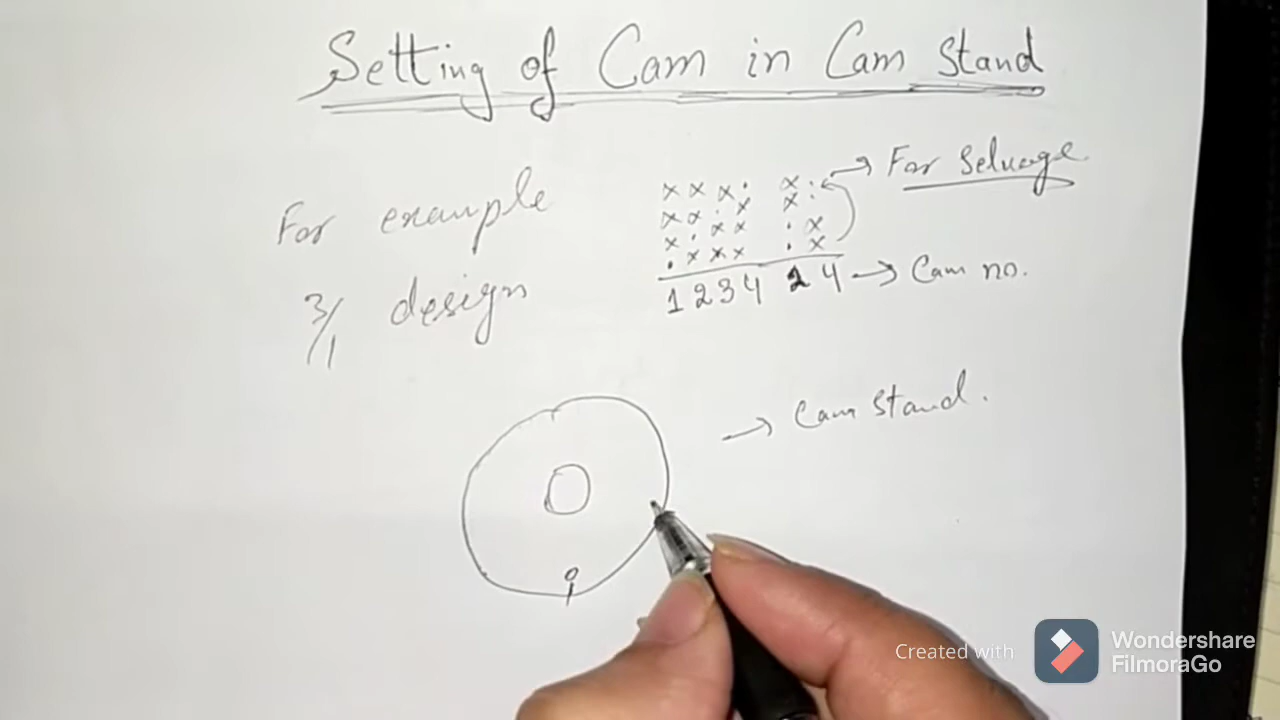 Setting of Cam in Cam Stand
For example
3/1 design
x x x . x . → For Selvage
x x . x x .
x . x x . x
. x x x . x
1 2 3 4 2 4 → Cam no.
→ Cam Stand.
Created with Wondershare FilmoraGo